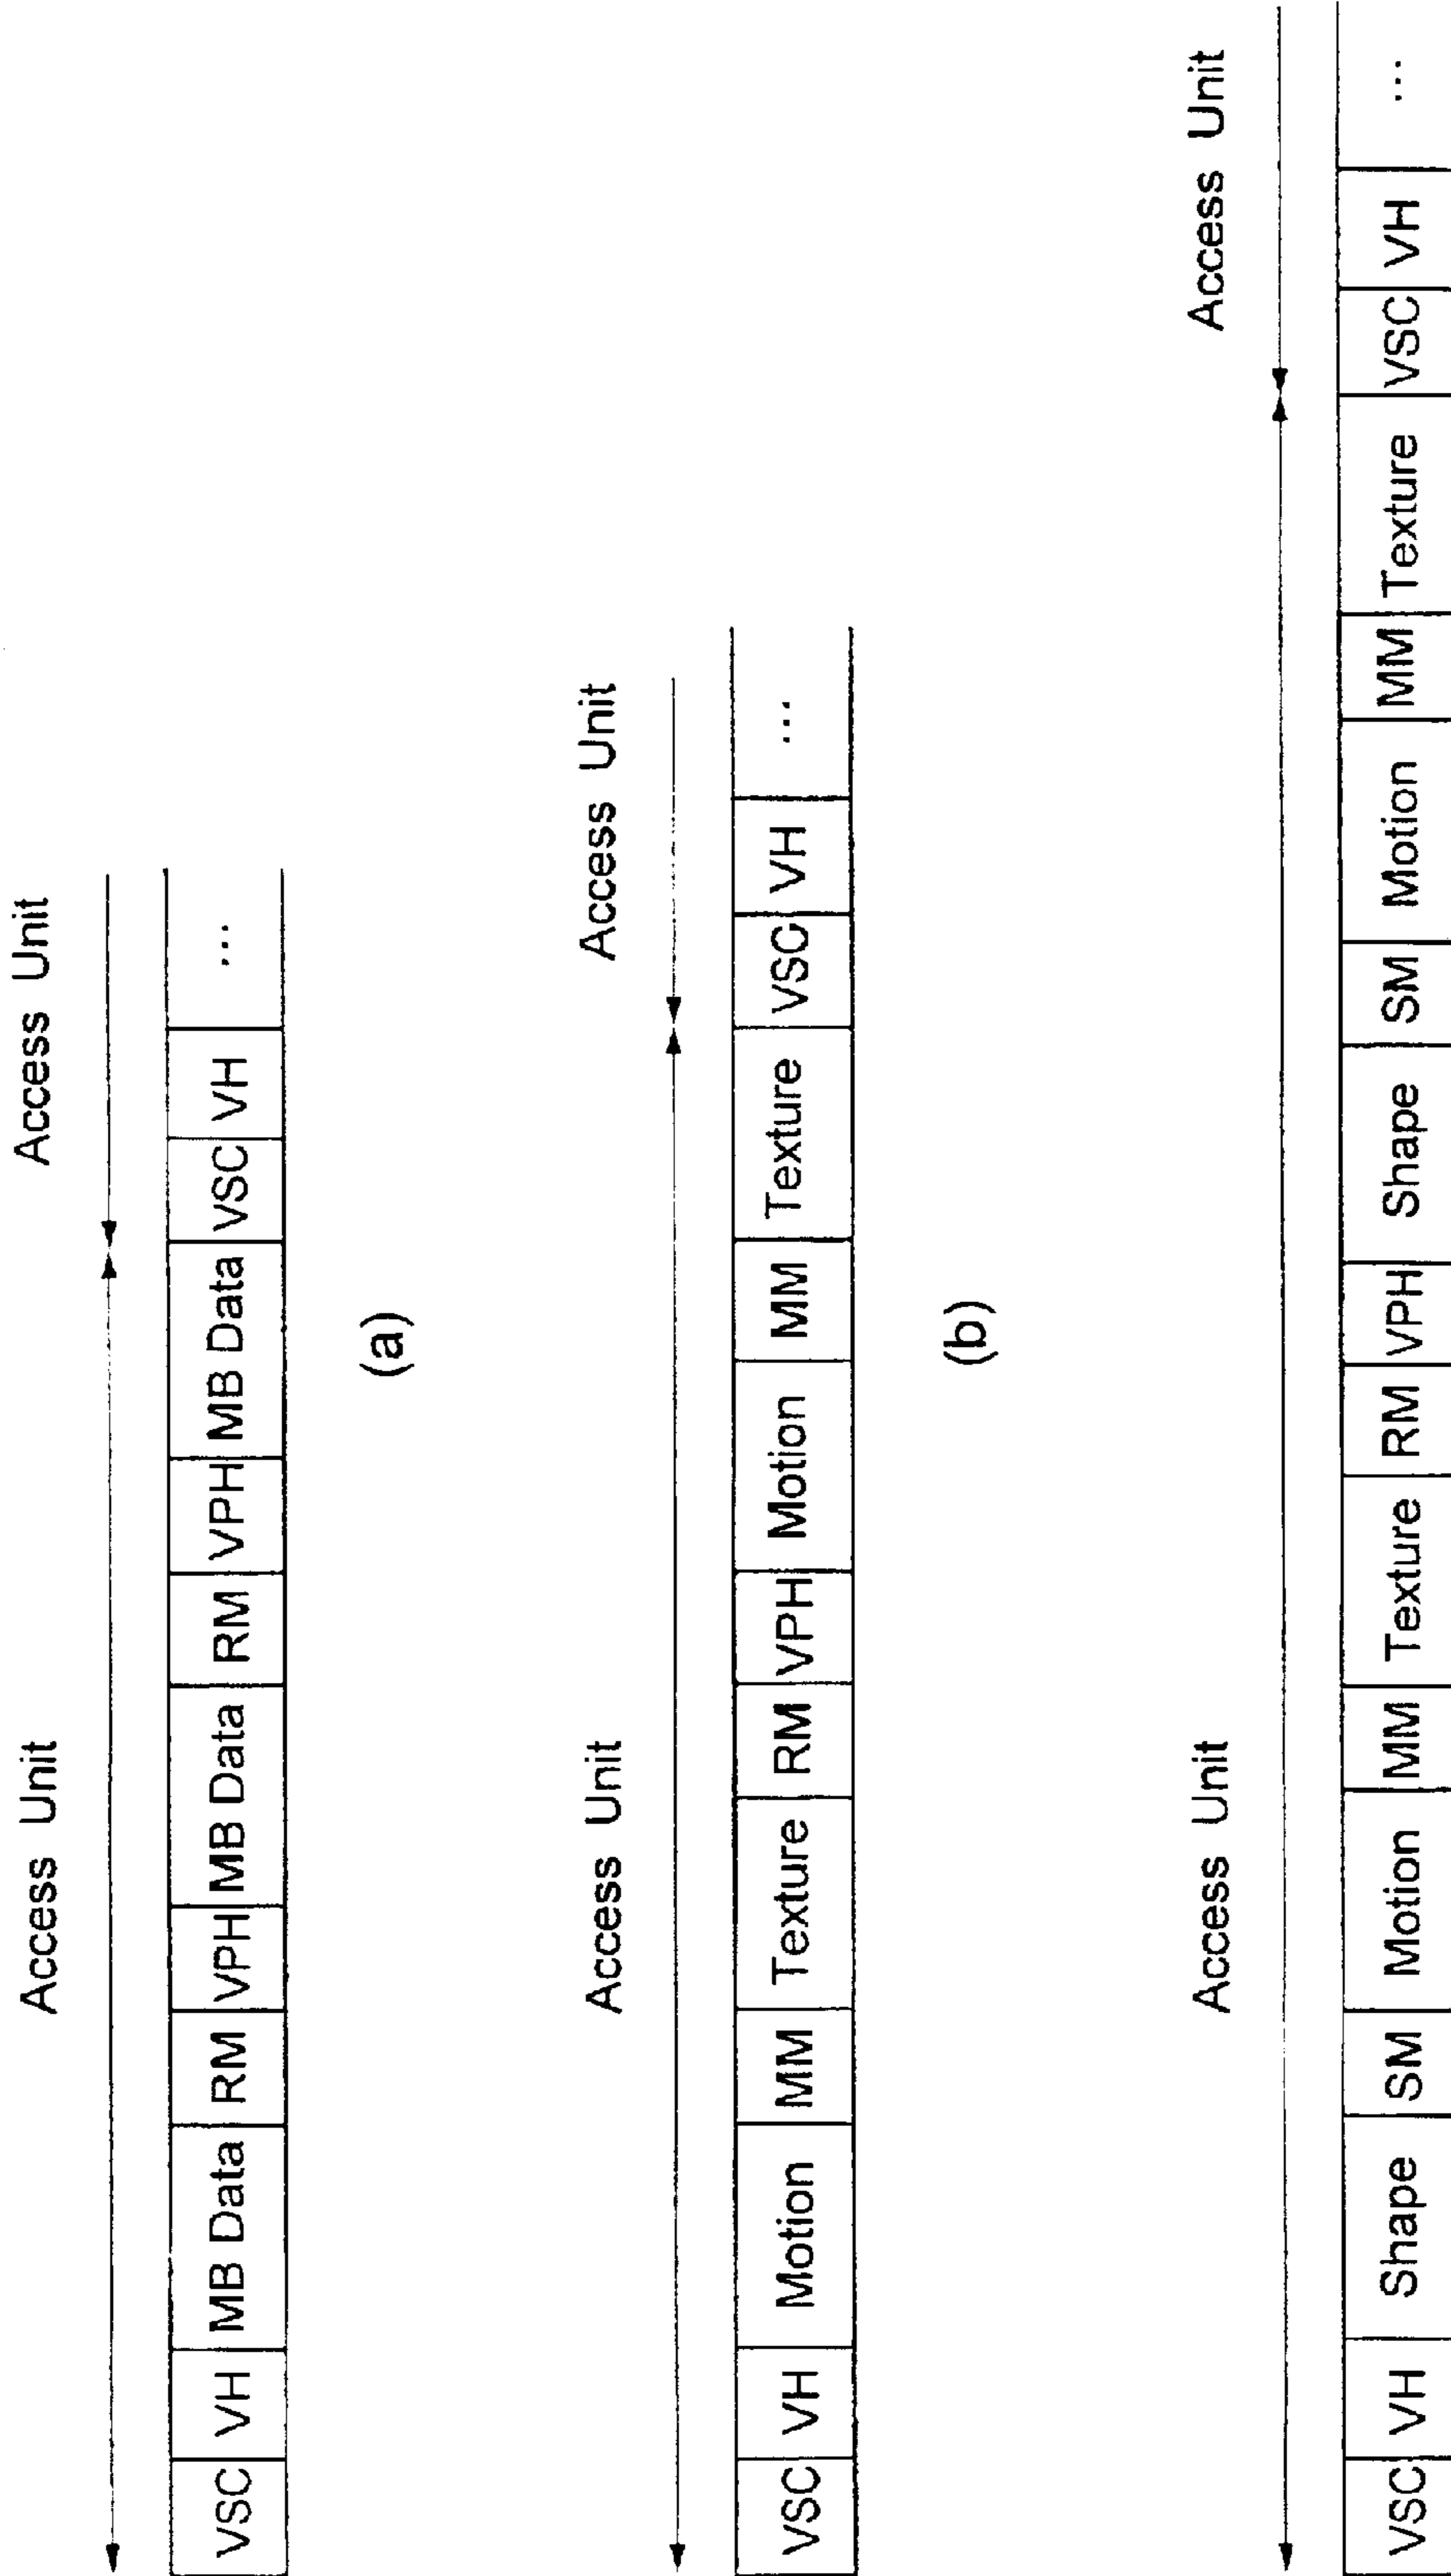 Access Unit Access Unit
VSC VH MB Data RM VPH MB Data RM VPH MB Data VSC VH ...
(a)
Access Unit Access Unit
VSC VH Motion MM Texture RM VPH Motion MM Texture VSC VH ...
(b)
Access Unit Access Unit
VSC VH Shape SM Motion MM Texture RM VPH Shape SM Motion MM Texture VSC VH ...